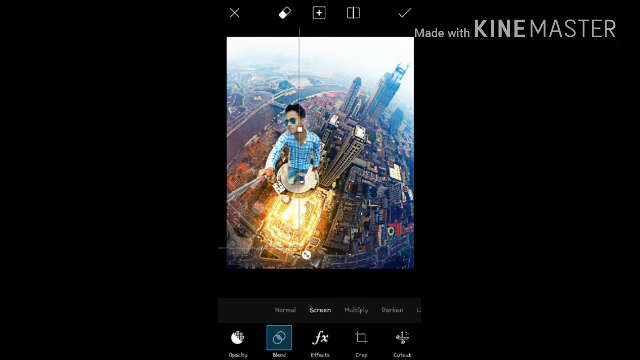 Made with KINEMASTER
Normal Screen Multiply Darken
Opacity Blend Effects Crop Cutout